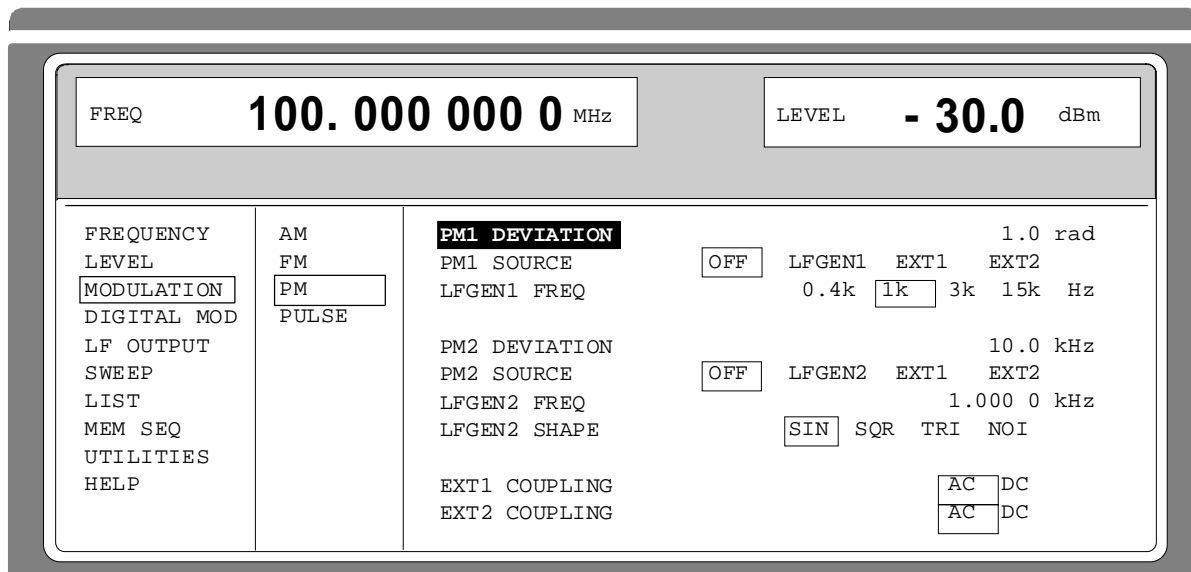 FREQ 100. 000 000 0 MHz LEVEL - 30.0 dBm
FREQUENCY AM PM1 DEVIATION 1.0 rad
LEVEL FM PM1 SOURCE OFF LFGEN1 EXT1 EXT2
MODULATION PM LFGEN1 FREQ 0.4k 1k 3k 15k Hz
DIGITAL MOD PULSE
LF OUTPUT PM2 DEVIATION 10.0 kHz
SWEEP PM2 SOURCE OFF LFGEN2 EXT1 EXT2
LIST LFGEN2 FREQ 1.000 0 kHz
MEM SEQ LFGEN2 SHAPE SIN SQR TRI NOI
UTILITIES
HELP EXT1 COUPLING AC DC
EXT2 COUPLING AC DC